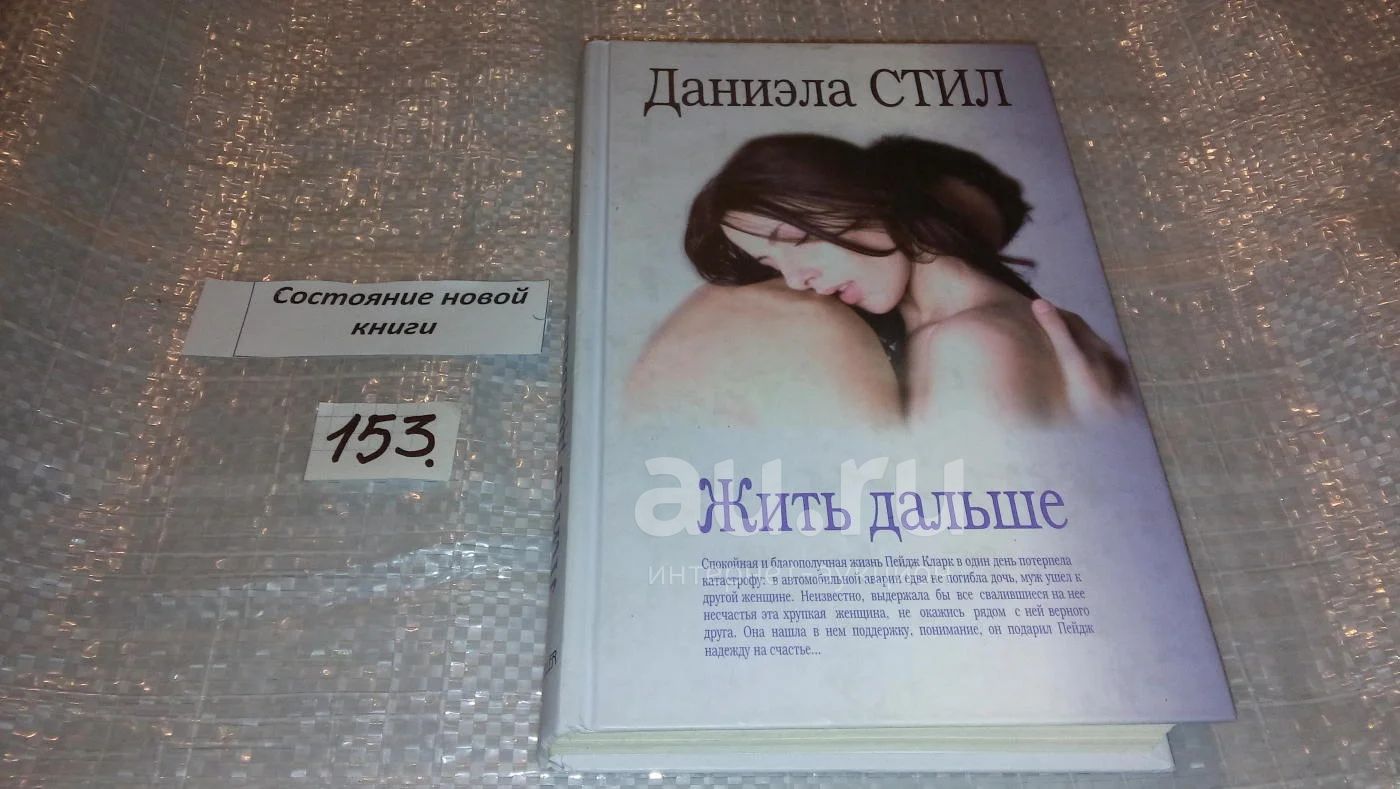 Даниэла СТИЛ
Состояние новой
книги
153.
au.ru
Жить дальше
интернет-аукцион
Спокойная и благополучная жизнь Пейдж Кларк в один день потерпела
катастрофу: в автомобильной аварии едва не погибла дочь, муж ушел к
другой женщине. Неизвестно, выдержала бы все свалившиеся на нее
несчастья эта хрупкая женщина, не окажись рядом с ней верного
друга. Она нашла в нем поддержку, понимание, он подарил Пейдж
надежду на счастье...